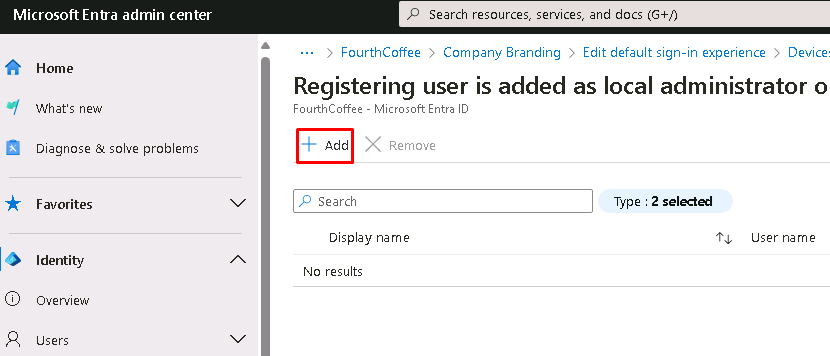 Microsoft Entra admin center
Search resources, services, and docs (G+/)
Home
What's new
Diagnose & solve problems
Favorites
Identity
Overview
Users
··· > FourthCoffee > Company Branding > Edit default sign-in experience > Devices
Registering user is added as local administrator o
FourthCoffee - Microsoft Entra ID
+ Add
Remove
Search
Type : 2 selected
Display name
User name
No results